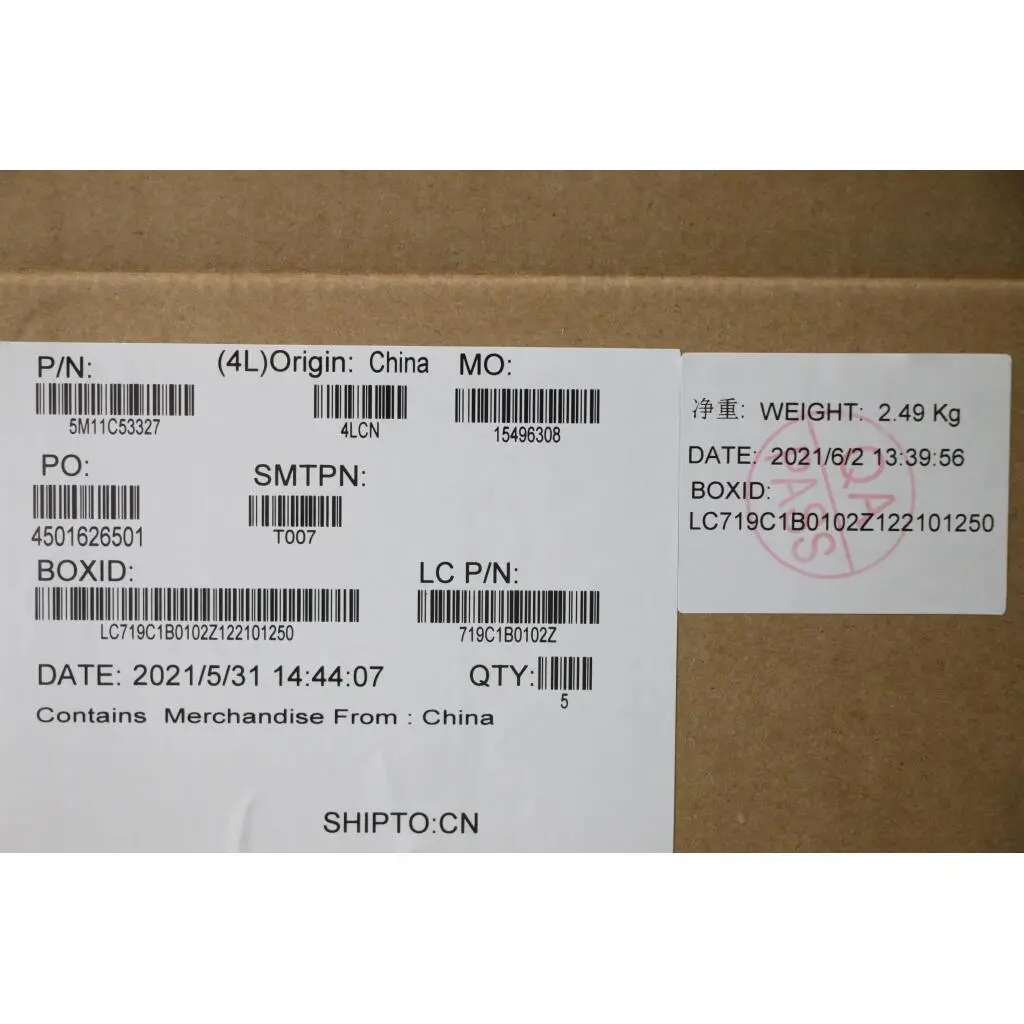 P/N:
5M11C53327
(4L)Origin: China
4LCN
MO:
15496308
PO:
4501626501
SMTPN:
T007
BOXID:
LC719C1B0102Z122101250
LC P/N:
719C1B0102Z
DATE: 2021/5/31 14:44:07
QTY:
5
Contains Merchandise From : China
SHIPTO:CN
净重: WEIGHT: 2.49 Kg
DATE: 2021/6/2 13:39:56
BOXID:
LC719C1B0102Z122101250
QA
PASS